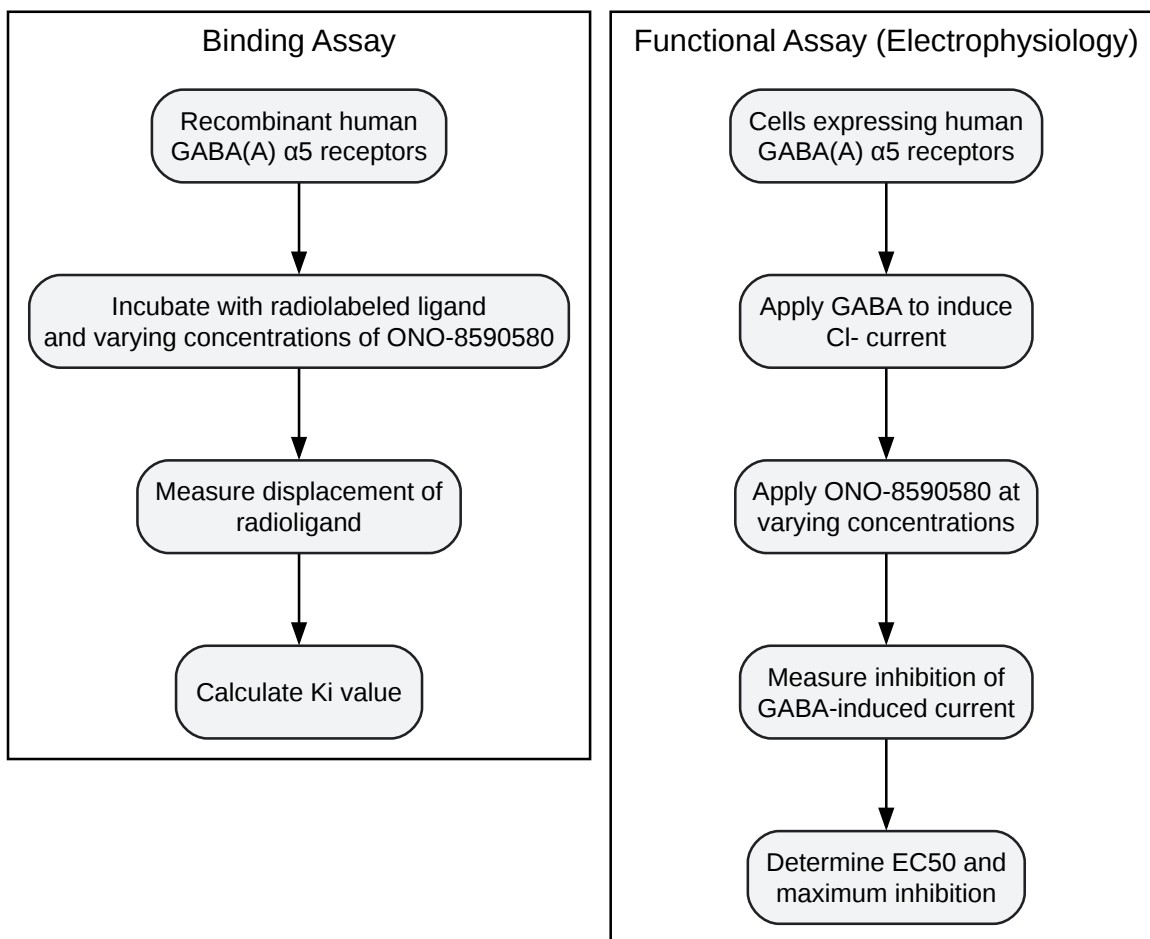 Binding Assay
Recombinant human
GABA(A) α5 receptors
Incubate with radiolabeled ligand
and varying concentrations of ONO-8590580
Measure displacement of
radioligand
Calculate Ki value
Functional Assay (Electrophysiology)
Cells expressing human
GABA(A) α5 receptors
Apply GABA to induce
Cl- current
Apply ONO-8590580 at
varying concentrations
Measure inhibition of
GABA-induced current
Determine EC50 and
maximum inhibition